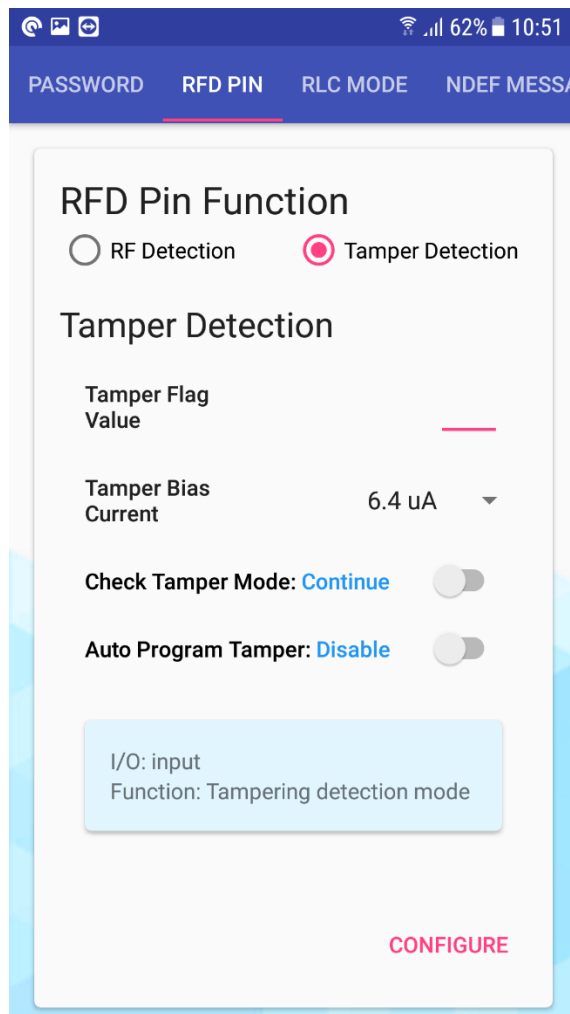 62% 10:51
PASSWORD RFD PIN RLC MODE NDEF MESSA
RFD Pin Function
RF Detection Tamper Detection
Tamper Detection
Tamper Flag
Value
Tamper Bias
Current
6.4 uA
Check Tamper Mode: Continue
Auto Program Tamper: Disable
I/O: input
Function: Tampering detection mode
CONFIGURE